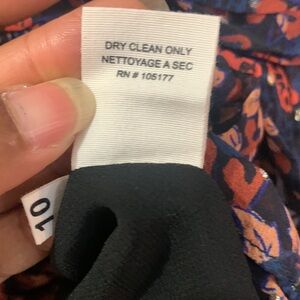 DRY CLEAN ONLY
NETTOYAGE A SEC
RN # 105177
10